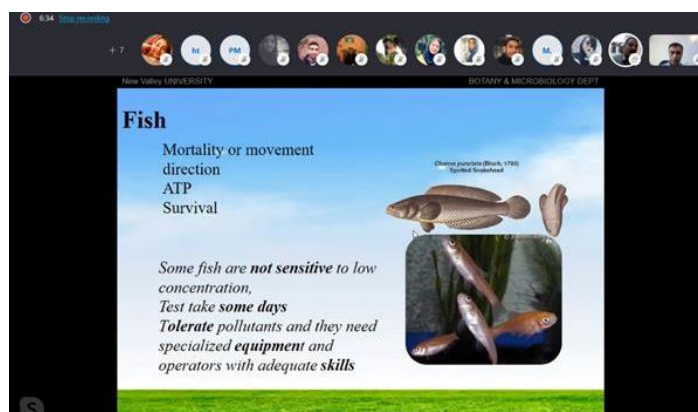 6:34 Stop recording
+ 7
ht
PM
M.
New Valley UNIVERSITY
BOTANY & MICROBIOLOGY DEPT
Fish
Mortality or movement
direction
ATP
Survival
Channa punctata (Bloch, 1793)
Spotted Snakehead
Some fish are not sensitive to low
concentration,
Test take some days
Tolerate pollutants and they need
specialized equipment and
operators with adequate skills